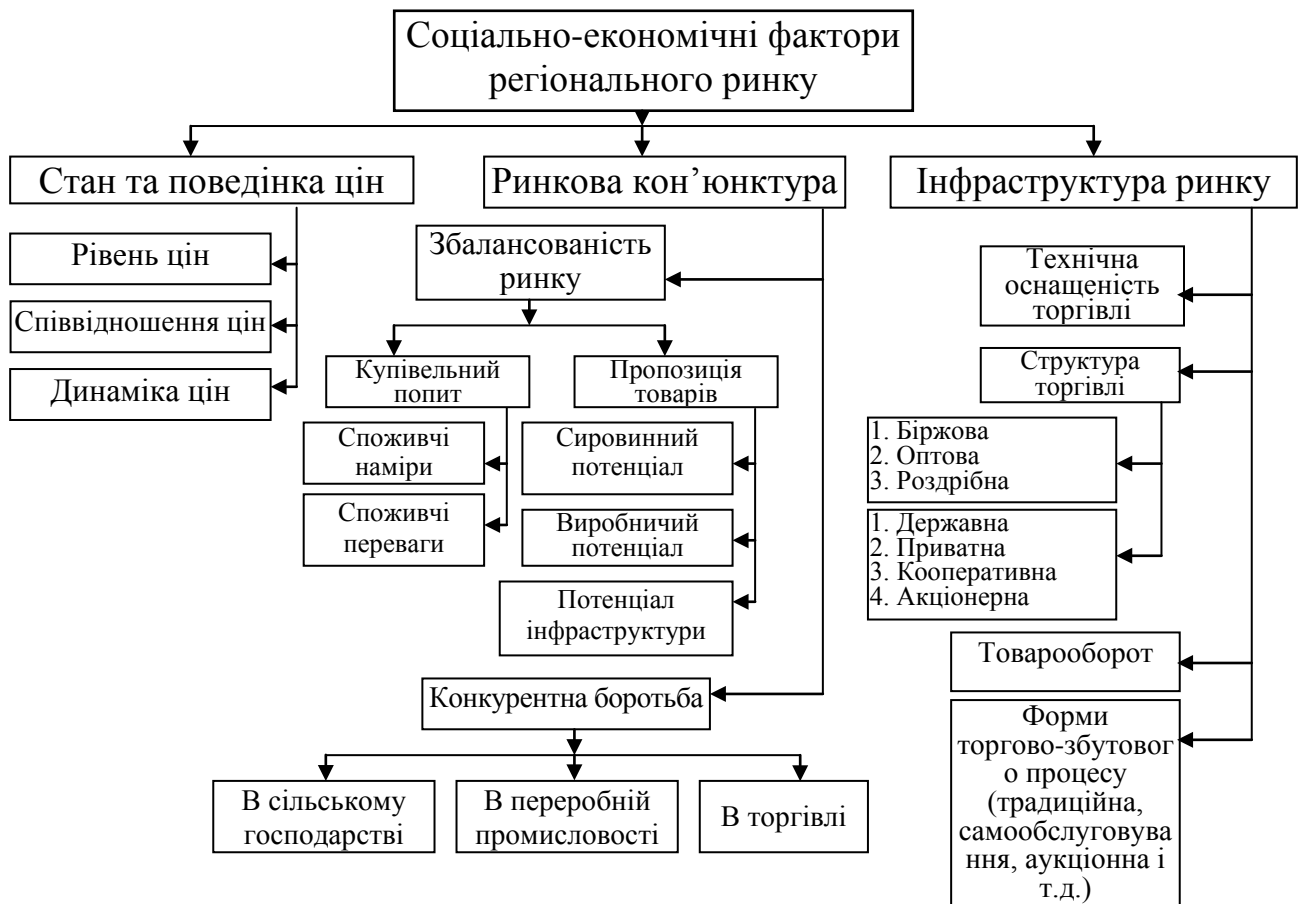 Соціально-економічні фактори
регіонального ринку
Стан та поведінка цін
Ринкова кон’юнктура
Інфраструктура ринку
Рівень цін
Співвідношення цін
Динаміка цін
Збалансованість
ринку
Купівельний
попит
Пропозиція
товарів
Споживчі
наміри
Споживчі
переваги
Сировинний
потенціал
Виробничий
потенціал
Потенціал
інфраструктури
Конкурентна боротьба
В сільському
господарстві
В переробній
промисловості
В торгівлі
Технічна
оснащеність
торгівлі
Структура
торгівлі
1. Біржова
2. Оптова
3. Роздрібна
1. Державна
2. Приватна
3. Кооперативна
4. Акціонерна
Товарооборот
Форми
торгово-збутовог
о процесу
(традиційна,
самообслуговува
ння, аукціонна і
т.д.)